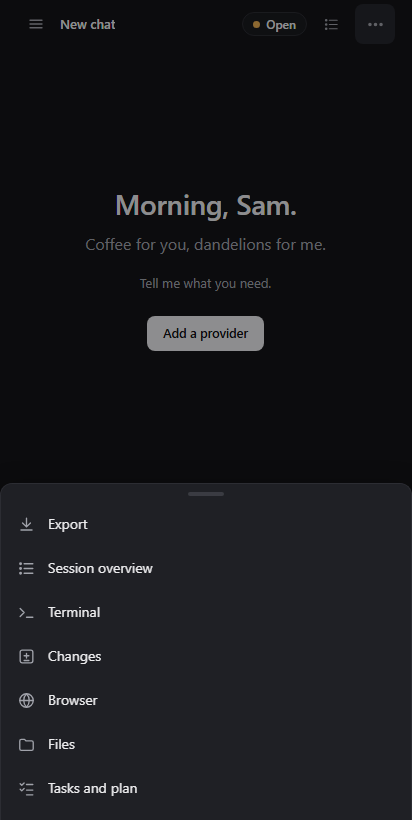 New chat
Open
Morning, Sam.
Coffee for you, dandelions for me.
Tell me what you need.
Add a provider
Export
Session overview
Terminal
Changes
Browser
Files
Tasks and plan